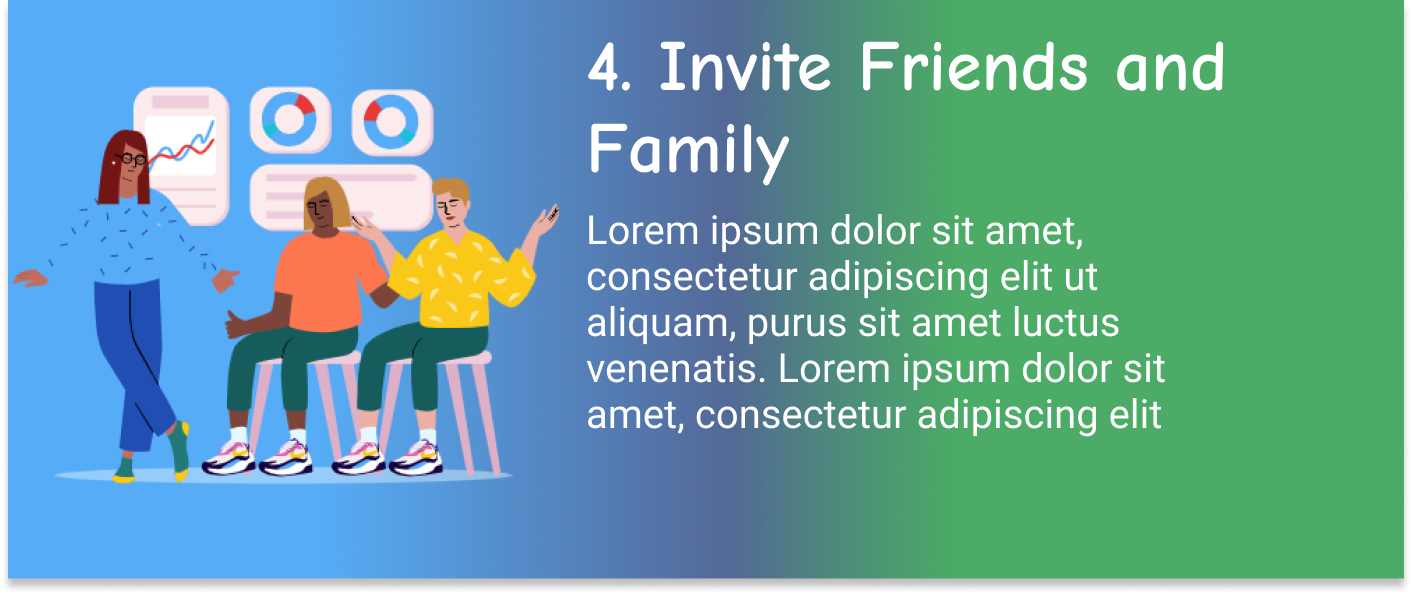 4. Invite Friends and
Family
Lorem ipsum dolor sit amet,
consectetur adipiscing elit ut
aliquam, purus sit amet luctus
venenatis. Lorem ipsum dolor sit
amet, consectetur adipiscing elit